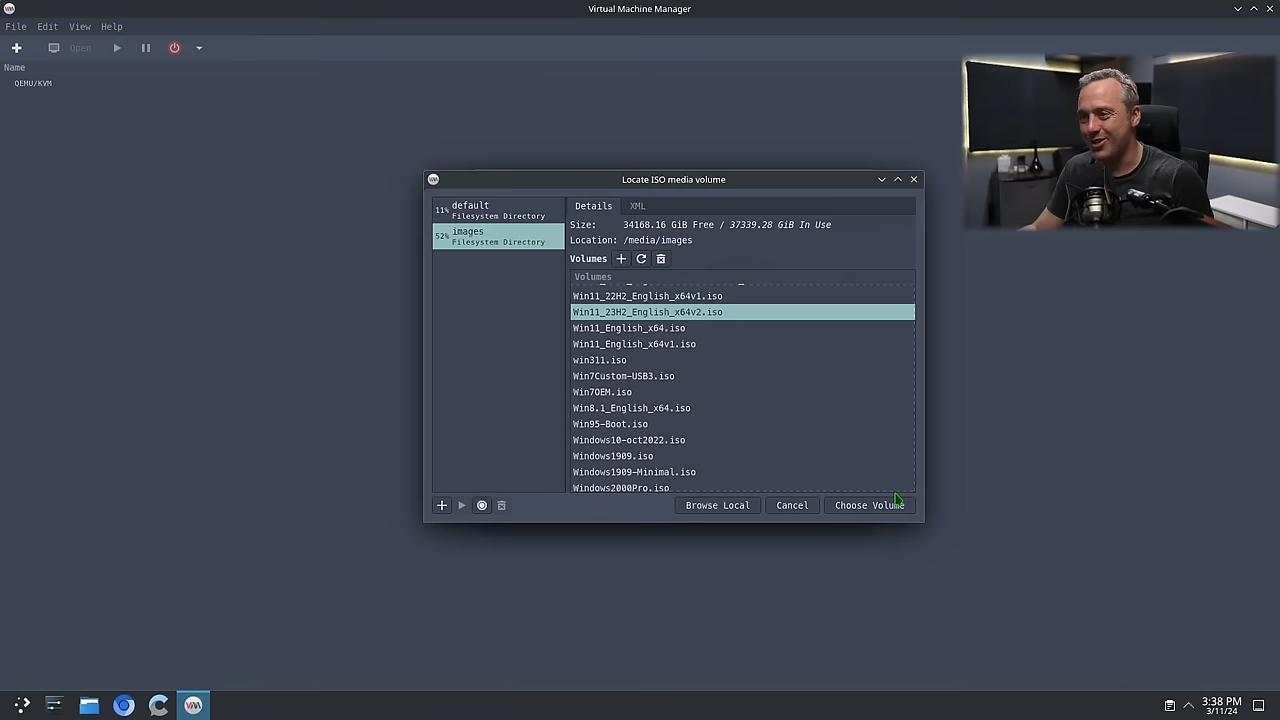 Virtual Machine Manager
File Edit View Help
Open
Name
QEMU/KVM
Locate ISO media volume
11% default
Filesystem Directory
52% images
Filesystem Directory
Details XML
Size: 34168.16 GiB Free / 37339.28 GiB In Use
Location: /media/images
Volumes
Volumes
Win11_22H2_English_x64v1.iso
Win11_23H2_English_x64v2.iso
Win11_English_x64.iso
Win11_English_x64v1.iso
win311.iso
Win7Custom-USB3.iso
Win7OEM.iso
Win8.1_English_x64.iso
Win95-Boot.iso
Windows10-oct2022.iso
Windows1909.iso
Windows1909-Minimal.iso
Windows2000Pro.iso
Browse Local Cancel Choose Volume
3:38 PM
3/11/24